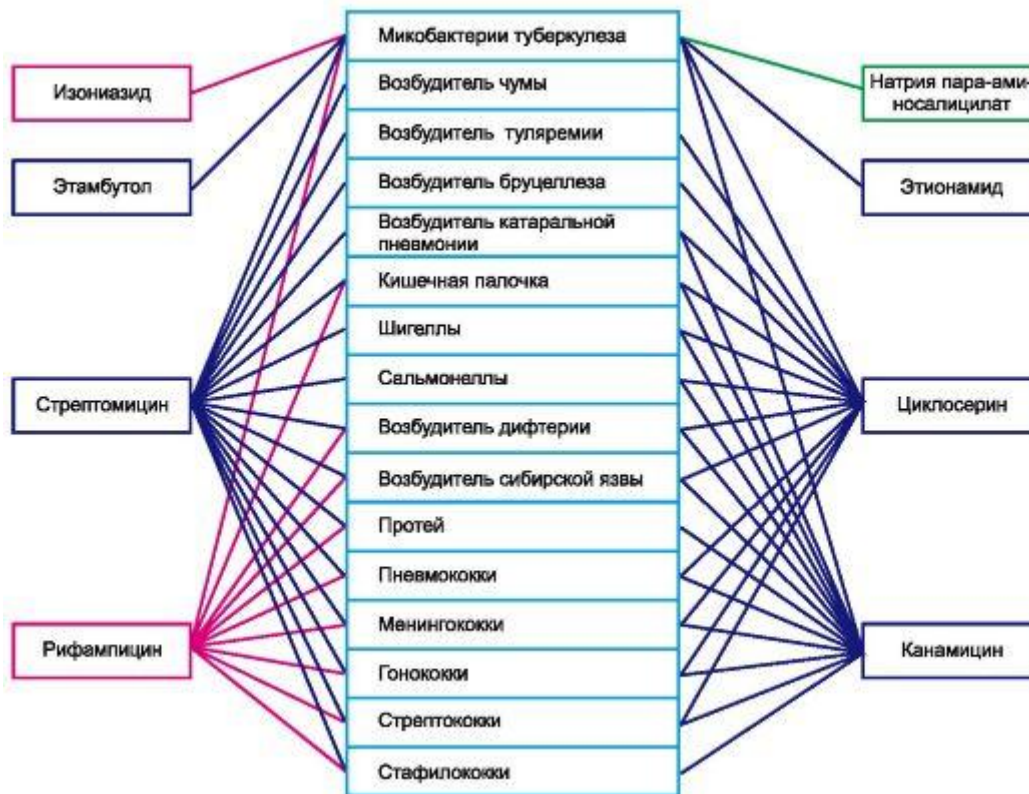 Изониазид
Этамбутол
Стрептомицин
Рифампицин
Микобактерии туберкулеза
Возбудитель чумы
Возбудитель туляремии
Возбудитель бруцеллеза
Возбудитель катаральной
пневмонии
Кишечная палочка
Шигеллы
Сальмонеллы
Возбудитель дифтерии
Возбудитель сибирской язвы
Протей
Пневмококки
Менингококки
Гонококки
Стрептококки
Стафилококки
Натрия пара-ами-
носалицилат
Этионамид
Циклосерин
Канамицин